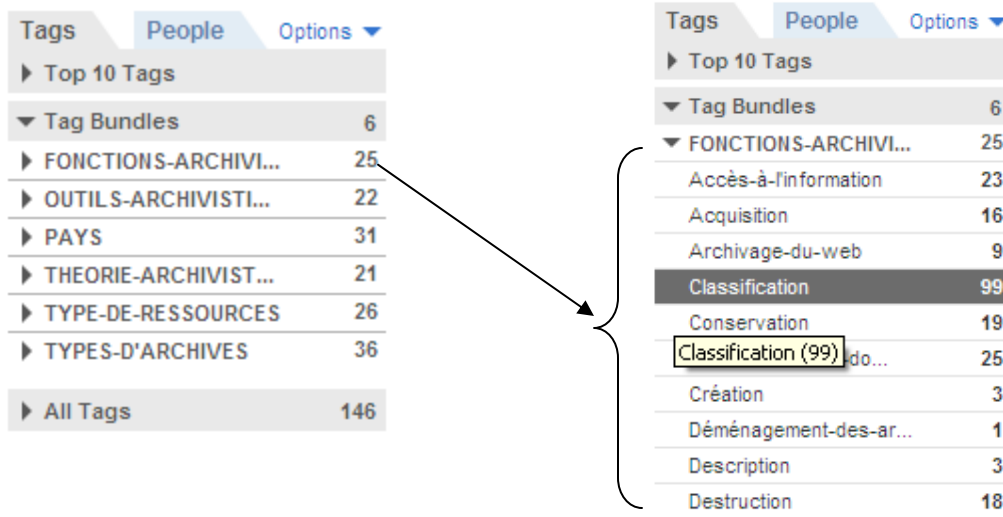 Tags People Options
Top 10 Tags
Tag Bundles 6
FONCTIONS-ARCHIVI... 25
OUTILS-ARCHIVISTI... 22
PAYS 31
THEORIE-ARCHIVIST... 21
TYPE-DE-RESSOURCES 26
TYPES-D'ARCHIVES 36
All Tags 146
Tags People Options
Top 10 Tags
Tag Bundles 6
FONCTIONS-ARCHIVI... 25
Accès-à-l'information 23
Acquisition 16
Archivage-du-web 9
Classification 99
Conservation 19
Classification (99) -do... 25
Création 3
Déménagement-des-ar... 1
Description 3
Destruction 18